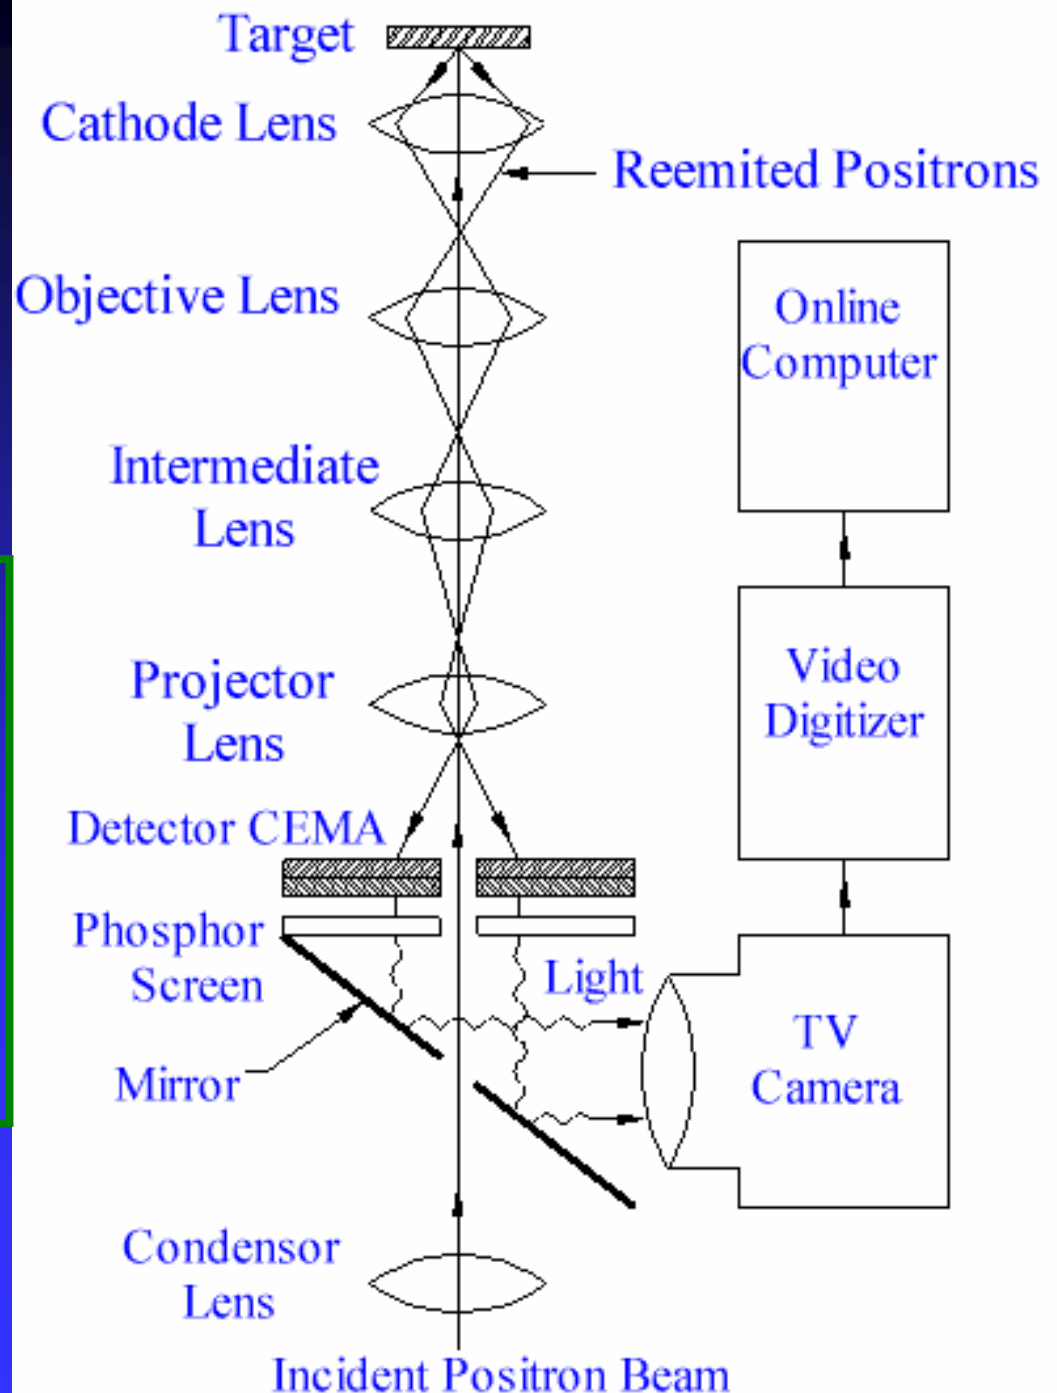 Target
Cathode Lens
Reemited Positrons
Objective Lens
Online
Computer
Intermediate
Lens
Video
Digitizer
Projector
Lens
Detector CEMA
Phosphor
Screen
Light
TV
Camera
Mirror
Condensor
Lens
Incident Positron Beam